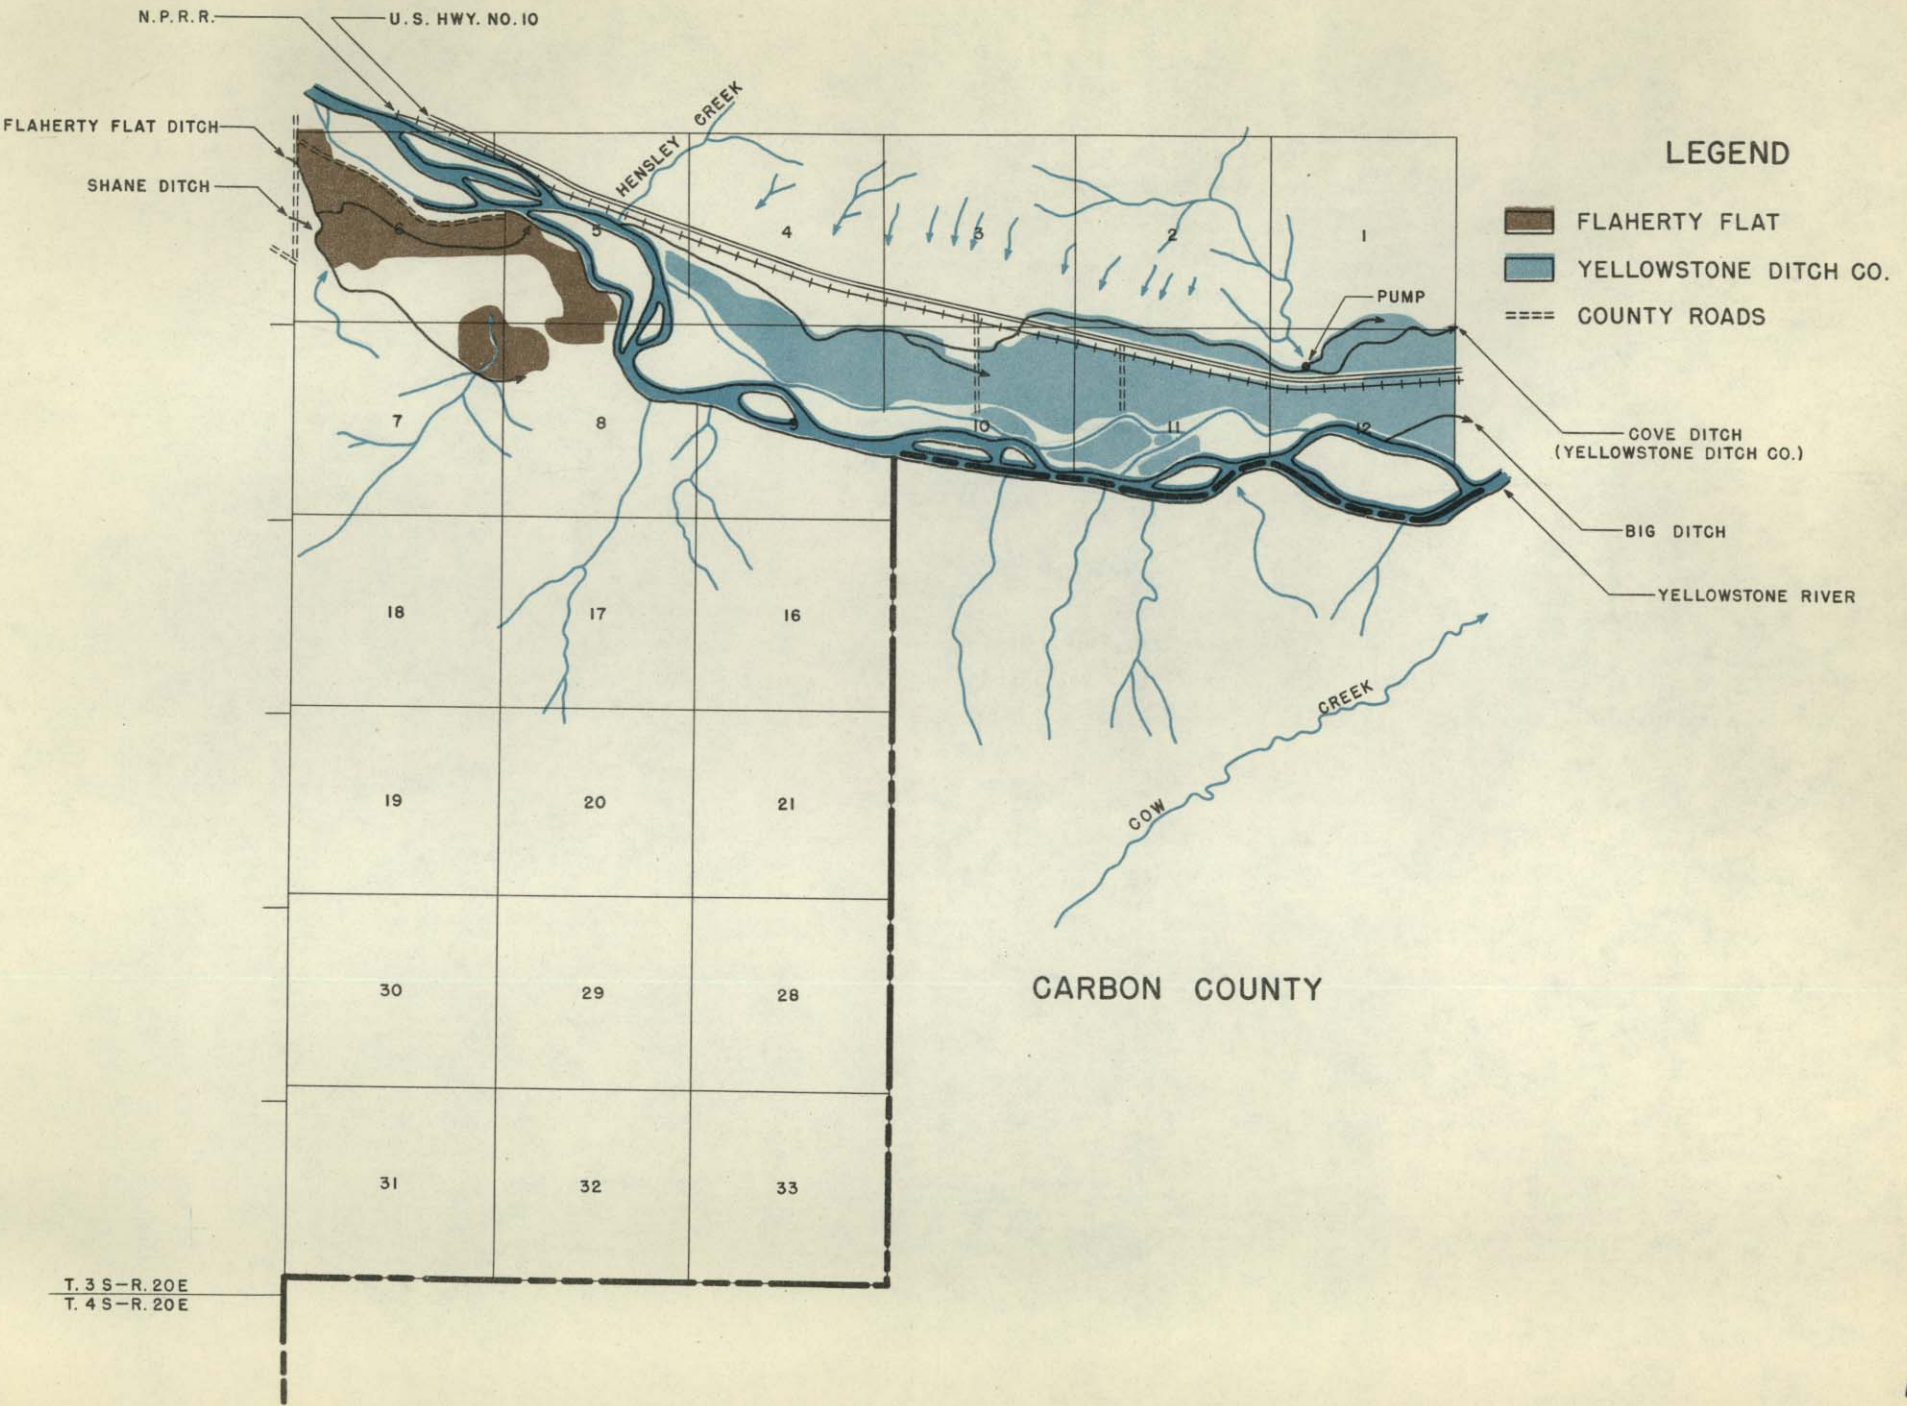 N.P.R.R.
U.S. HWY. NO.10
FLAHERTY FLAT DITCH
SHANE DITCH
HENSLEY CREEK
LEGEND
FLAHERTY FLAT
YELLOWSTONE DITCH CO.
COUNTY ROADS
6
5
4
3
2
1
PUMP
7
8
9
10
11
12
COVE DITCH
(YELLOWSTONE DITCH CO.)
BIG DITCH
YELLOWSTONE RIVER
18
17
16
COW CREEK
19
20
21
30
29
28
CARBON COUNTY
31
32
33
T. 3 S-R. 20E
T. 4 S-R. 20E